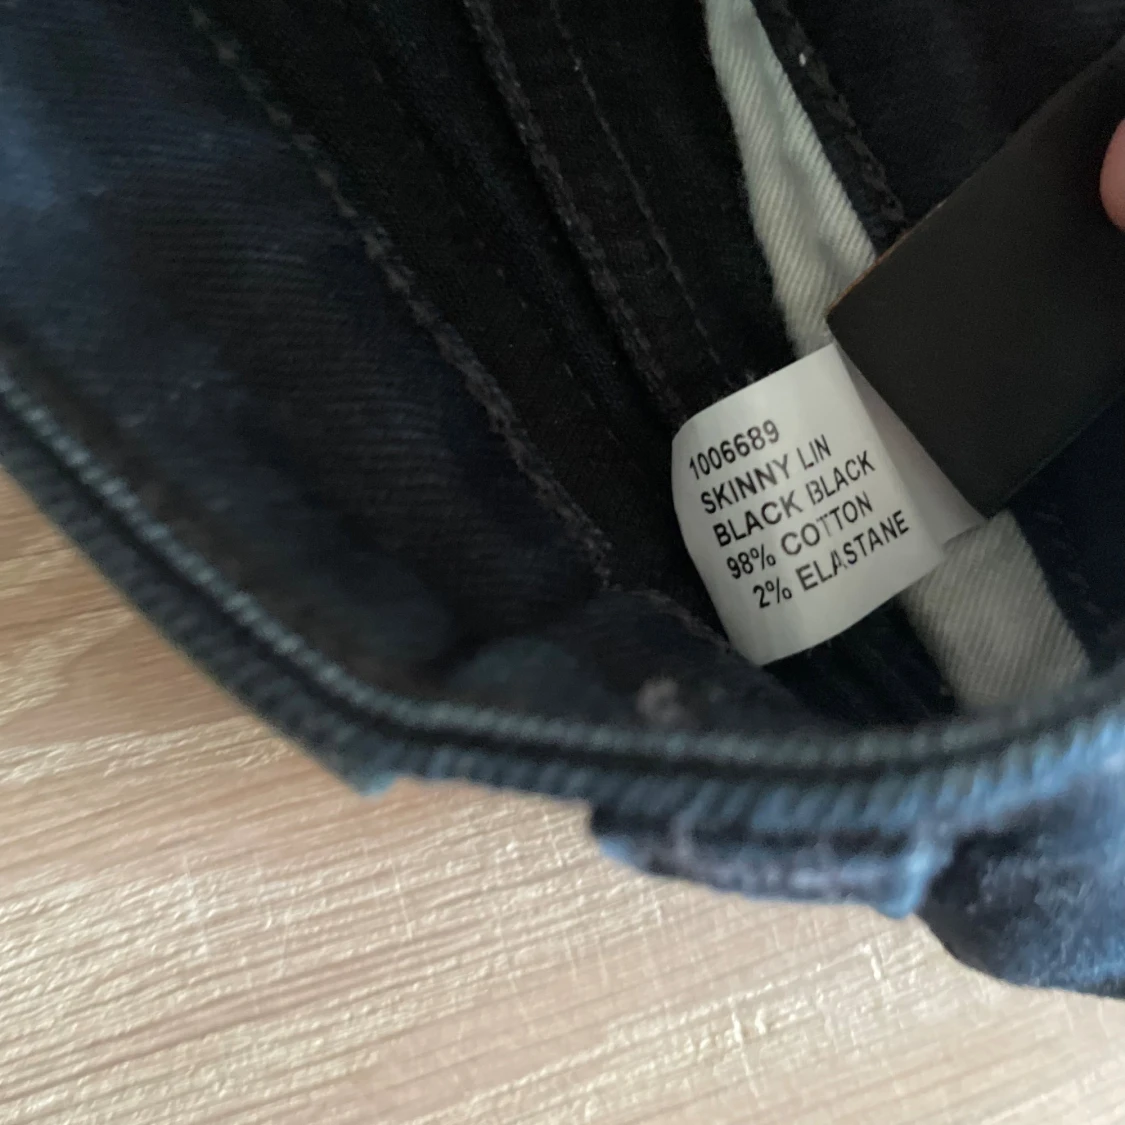 1006689
SKINNY LIN
BLACK BLACK
98% COTTON
2% ELASTANE